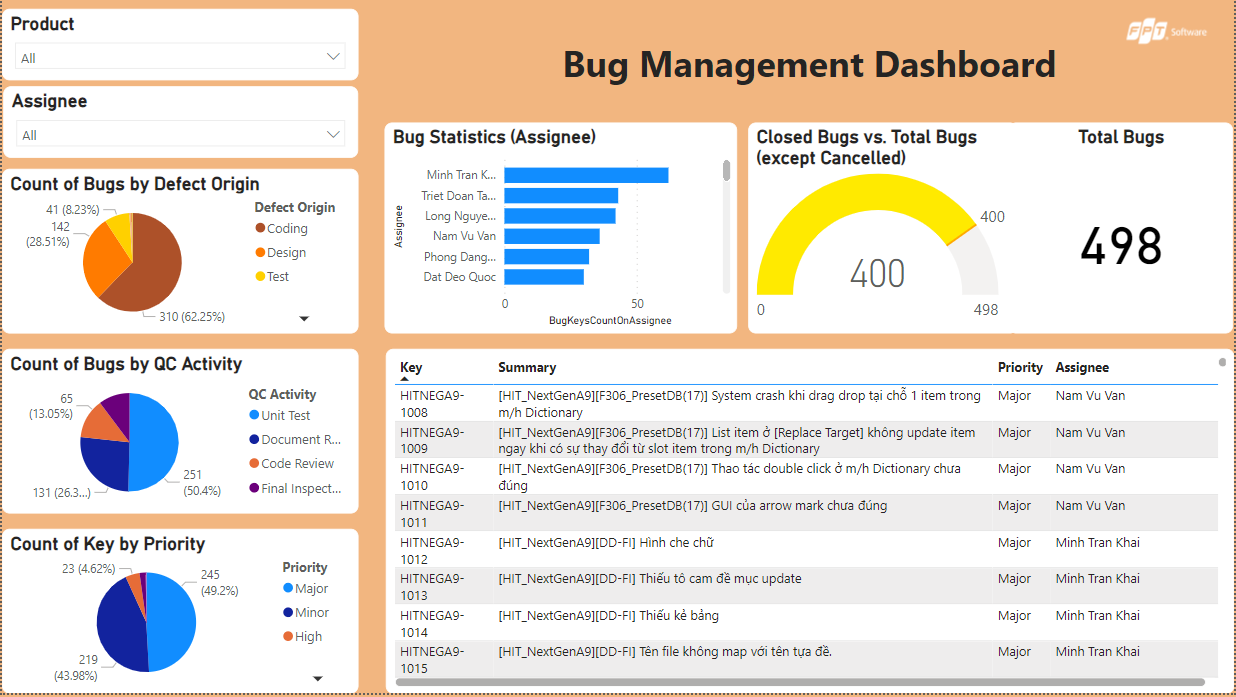 Product
All
Assignee
All
FPT Software
Bug Management Dashboard
Count of Bugs by Defect Origin
41 (8.23%)
142
(28.51%)
310 (62.25%)
Defect Origin
Coding
Design
Test
Bug Statistics (Assignee)
Assignee
Minh Tran K...
Triet Doan Ta...
Long Nguye...
Nam Vu Van
Phong Dang...
Dat Deo Quoc
0
50
BugKeysCountOnAssignee
Closed Bugs vs. Total Bugs
(except Cancelled)
400
400
0
498
Total Bugs
498
Count of Bugs by QC Activity
65
(13.05%)
131 (26.3...)
251
(50.4%)
QC Activity
Unit Test
Document R...
Code Review
Final Inspect...
Count of Key by Priority
23 (4.62%)
245
(49.2%)
219
(43.98%)
Priority
Major
Minor
High
Key Summary Priority Assignee
HITNEGA9- [HIT_NextGenA9][F306_PresetDB(17)] System crash khi drag drop tại chỗ 1 item trong Major Nam Vu Van
1008 m/h Dictionary
HITNEGA9- [HIT_NextGenA9][F306_PresetDB(17)] List item ở [Replace Target] không update item Major Nam Vu Van
1009 ngay khi có sự thay đổi từ slot item trong m/h Dictionary
HITNEGA9- [HIT_NextGenA9][F306_PresetDB(17)] Thao tác double click ở m/h Dictionary chưa Major Nam Vu Van
1010 đúng
HITNEGA9- [HIT_NextGenA9][F306_PresetDB(17)] GUI của arrow mark chưa đúng Major Nam Vu Van
1011
HITNEGA9- [HIT_NextGenA9][DD-FI] Hình che chữ Major Minh Tran Khai
1012
HITNEGA9- [HIT_NextGenA9][DD-FI] Thiếu tô cam đề mục update Major Minh Tran Khai
1013
HITNEGA9- [HIT_NextGenA9][DD-FI] Thiếu kẻ bảng Major Minh Tran Khai
1014
HITNEGA9- [HIT_NextGenA9][DD-FI] Tên file không map với tên tựa đề. Major Minh Tran Khai
1015